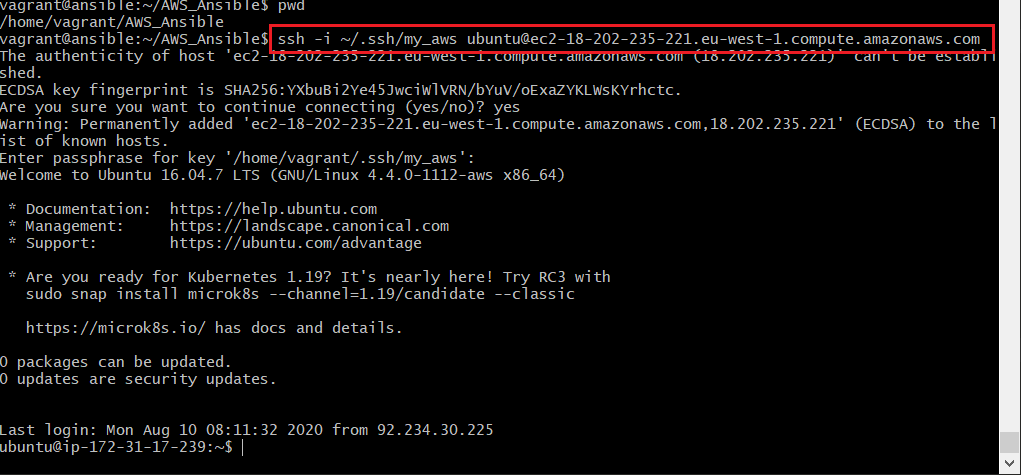 vagrant@ansible:~/AWS_Ansible$ pwd
/home/vagrant/AWS_Ansible
vagrant@ansible:~/AWS_Ansible$ ssh -i ~/.ssh/my_aws ubuntu@ec2-18-202-235-221.eu-west-1.compute.amazonaws.com
The authenticity of host 'ec2-18-202-235-221.eu-west-1.compute.amazonaws.com (18.202.235.221)' can't be establi
shed.
ECDSA key fingerprint is SHA256:YXbuBi2Ye45JwciWlVRN/bYuV/oExaZYKLWsKYrhctc.
Are you sure you want to continue connecting (yes/no)? yes
Warning: Permanently added 'ec2-18-202-235-221.eu-west-1.compute.amazonaws.com,18.202.235.221' (ECDSA) to the l
ist of known hosts.
Enter passphrase for key '/home/vagrant/.ssh/my_aws':
Welcome to Ubuntu 16.04.7 LTS (GNU/Linux 4.4.0-1112-aws x86_64)

 * Documentation:  https://help.ubuntu.com
 * Management:     https://landscape.canonical.com
 * Support:        https://ubuntu.com/advantage

 * Are you ready for Kubernetes 1.19? It's nearly here! Try RC3 with
   sudo snap install microk8s --channel=1.19/candidate --classic

   https://microk8s.io/ has docs and details.

0 packages can be updated.
0 updates are security updates.


Last login: Mon Aug 10 08:11:32 2020 from 92.234.30.225
ubuntu@ip-172-31-17-239:~$